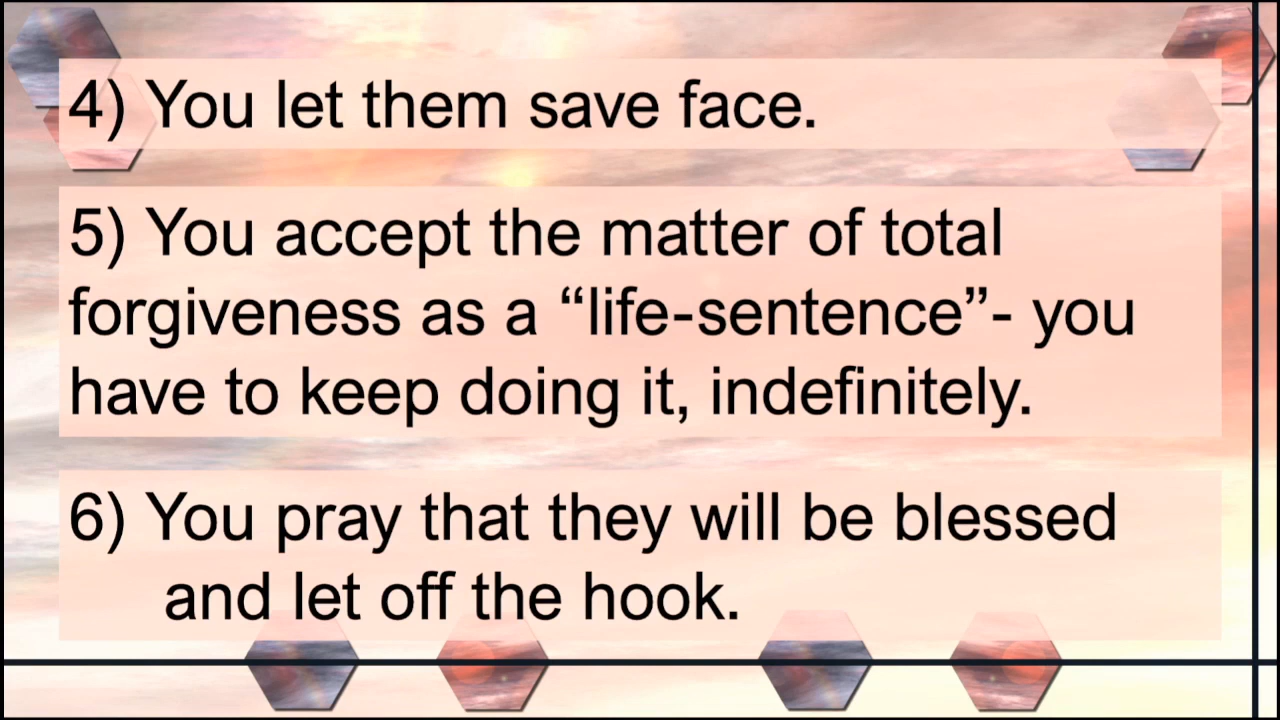 4) You let them save face.
5) You accept the matter of total
forgiveness as a “life-sentence”- you
have to keep doing it, indefinitely.
6) You pray that they will be blessed
and let off the hook.